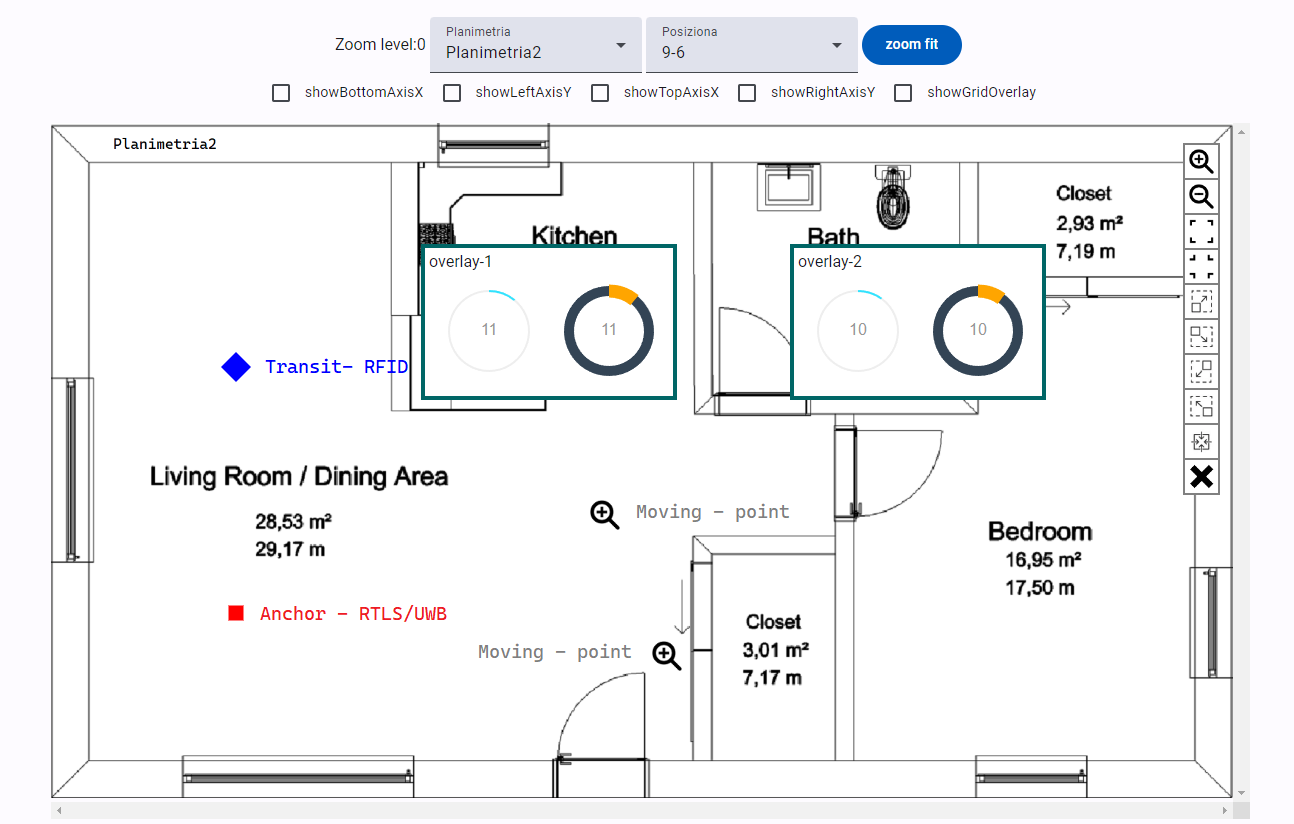 Zoom level:0
Planimetria
Planimetria2
Posiziona
9-6
zoom fit
showBottomAxisX
showLeftAxisY
showTopAxisX
showRightAxisY
showGridOverlay
Planimetria2
Closet
2,93 m²
7,19 m
Kitchen
Bath
overlay-1
11
11
overlay-2
10
10
Transit- RFID
Living Room / Dining Area
28,53 m²
29,17 m
Moving - point
Bedroom
16,95 m²
17,50 m
Anchor - RTLS/UWB
Closet
3,01 m²
7,17 m
Moving - point